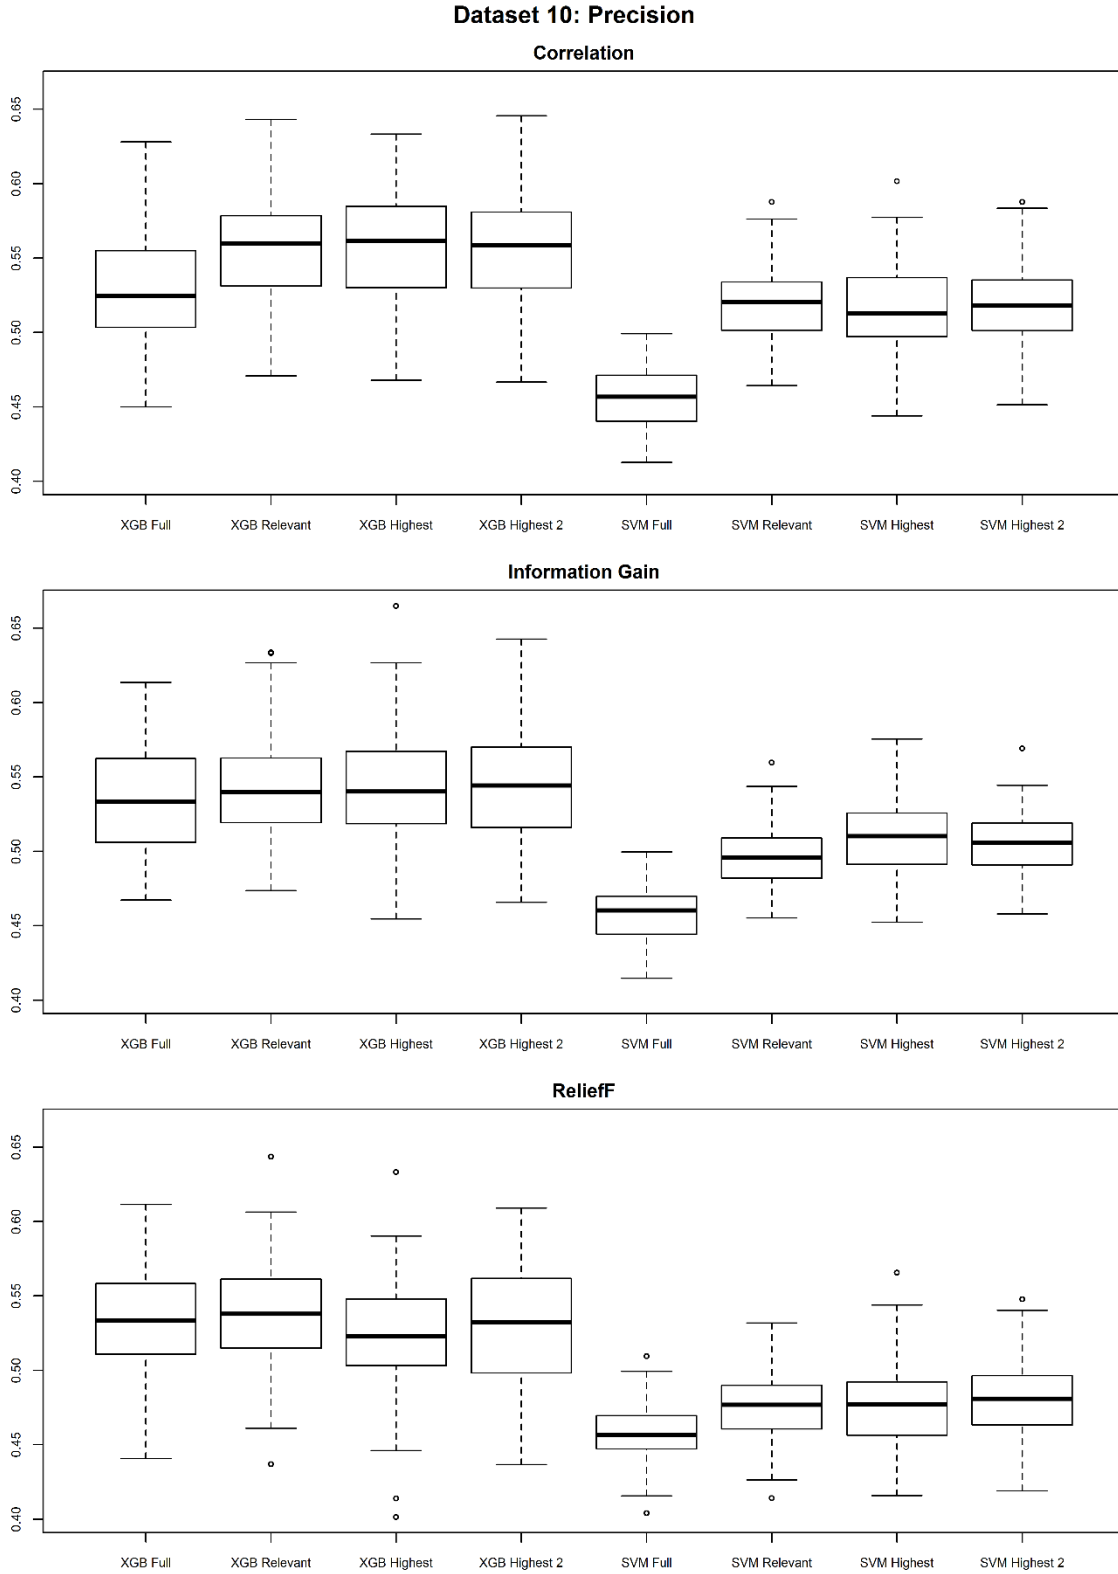 Dataset 10: Precision
Correlation
0.65
0.60
0.55
0.50
0.45
0.40
XGB Full XGB Relevant XGB Highest XGB Highest 2 SVM Full SVM Relevant SVM Highest SVM Highest 2
Information Gain
0.65
0.60
0.55
0.50
0.45
0.40
XGB Full XGB Relevant XGB Highest XGB Highest 2 SVM Full SVM Relevant SVM Highest SVM Highest 2
ReliefF
0.65
0.60
0.55
0.50
0.45
0.40
XGB Full XGB Relevant XGB Highest XGB Highest 2 SVM Full SVM Relevant SVM Highest SVM Highest 2